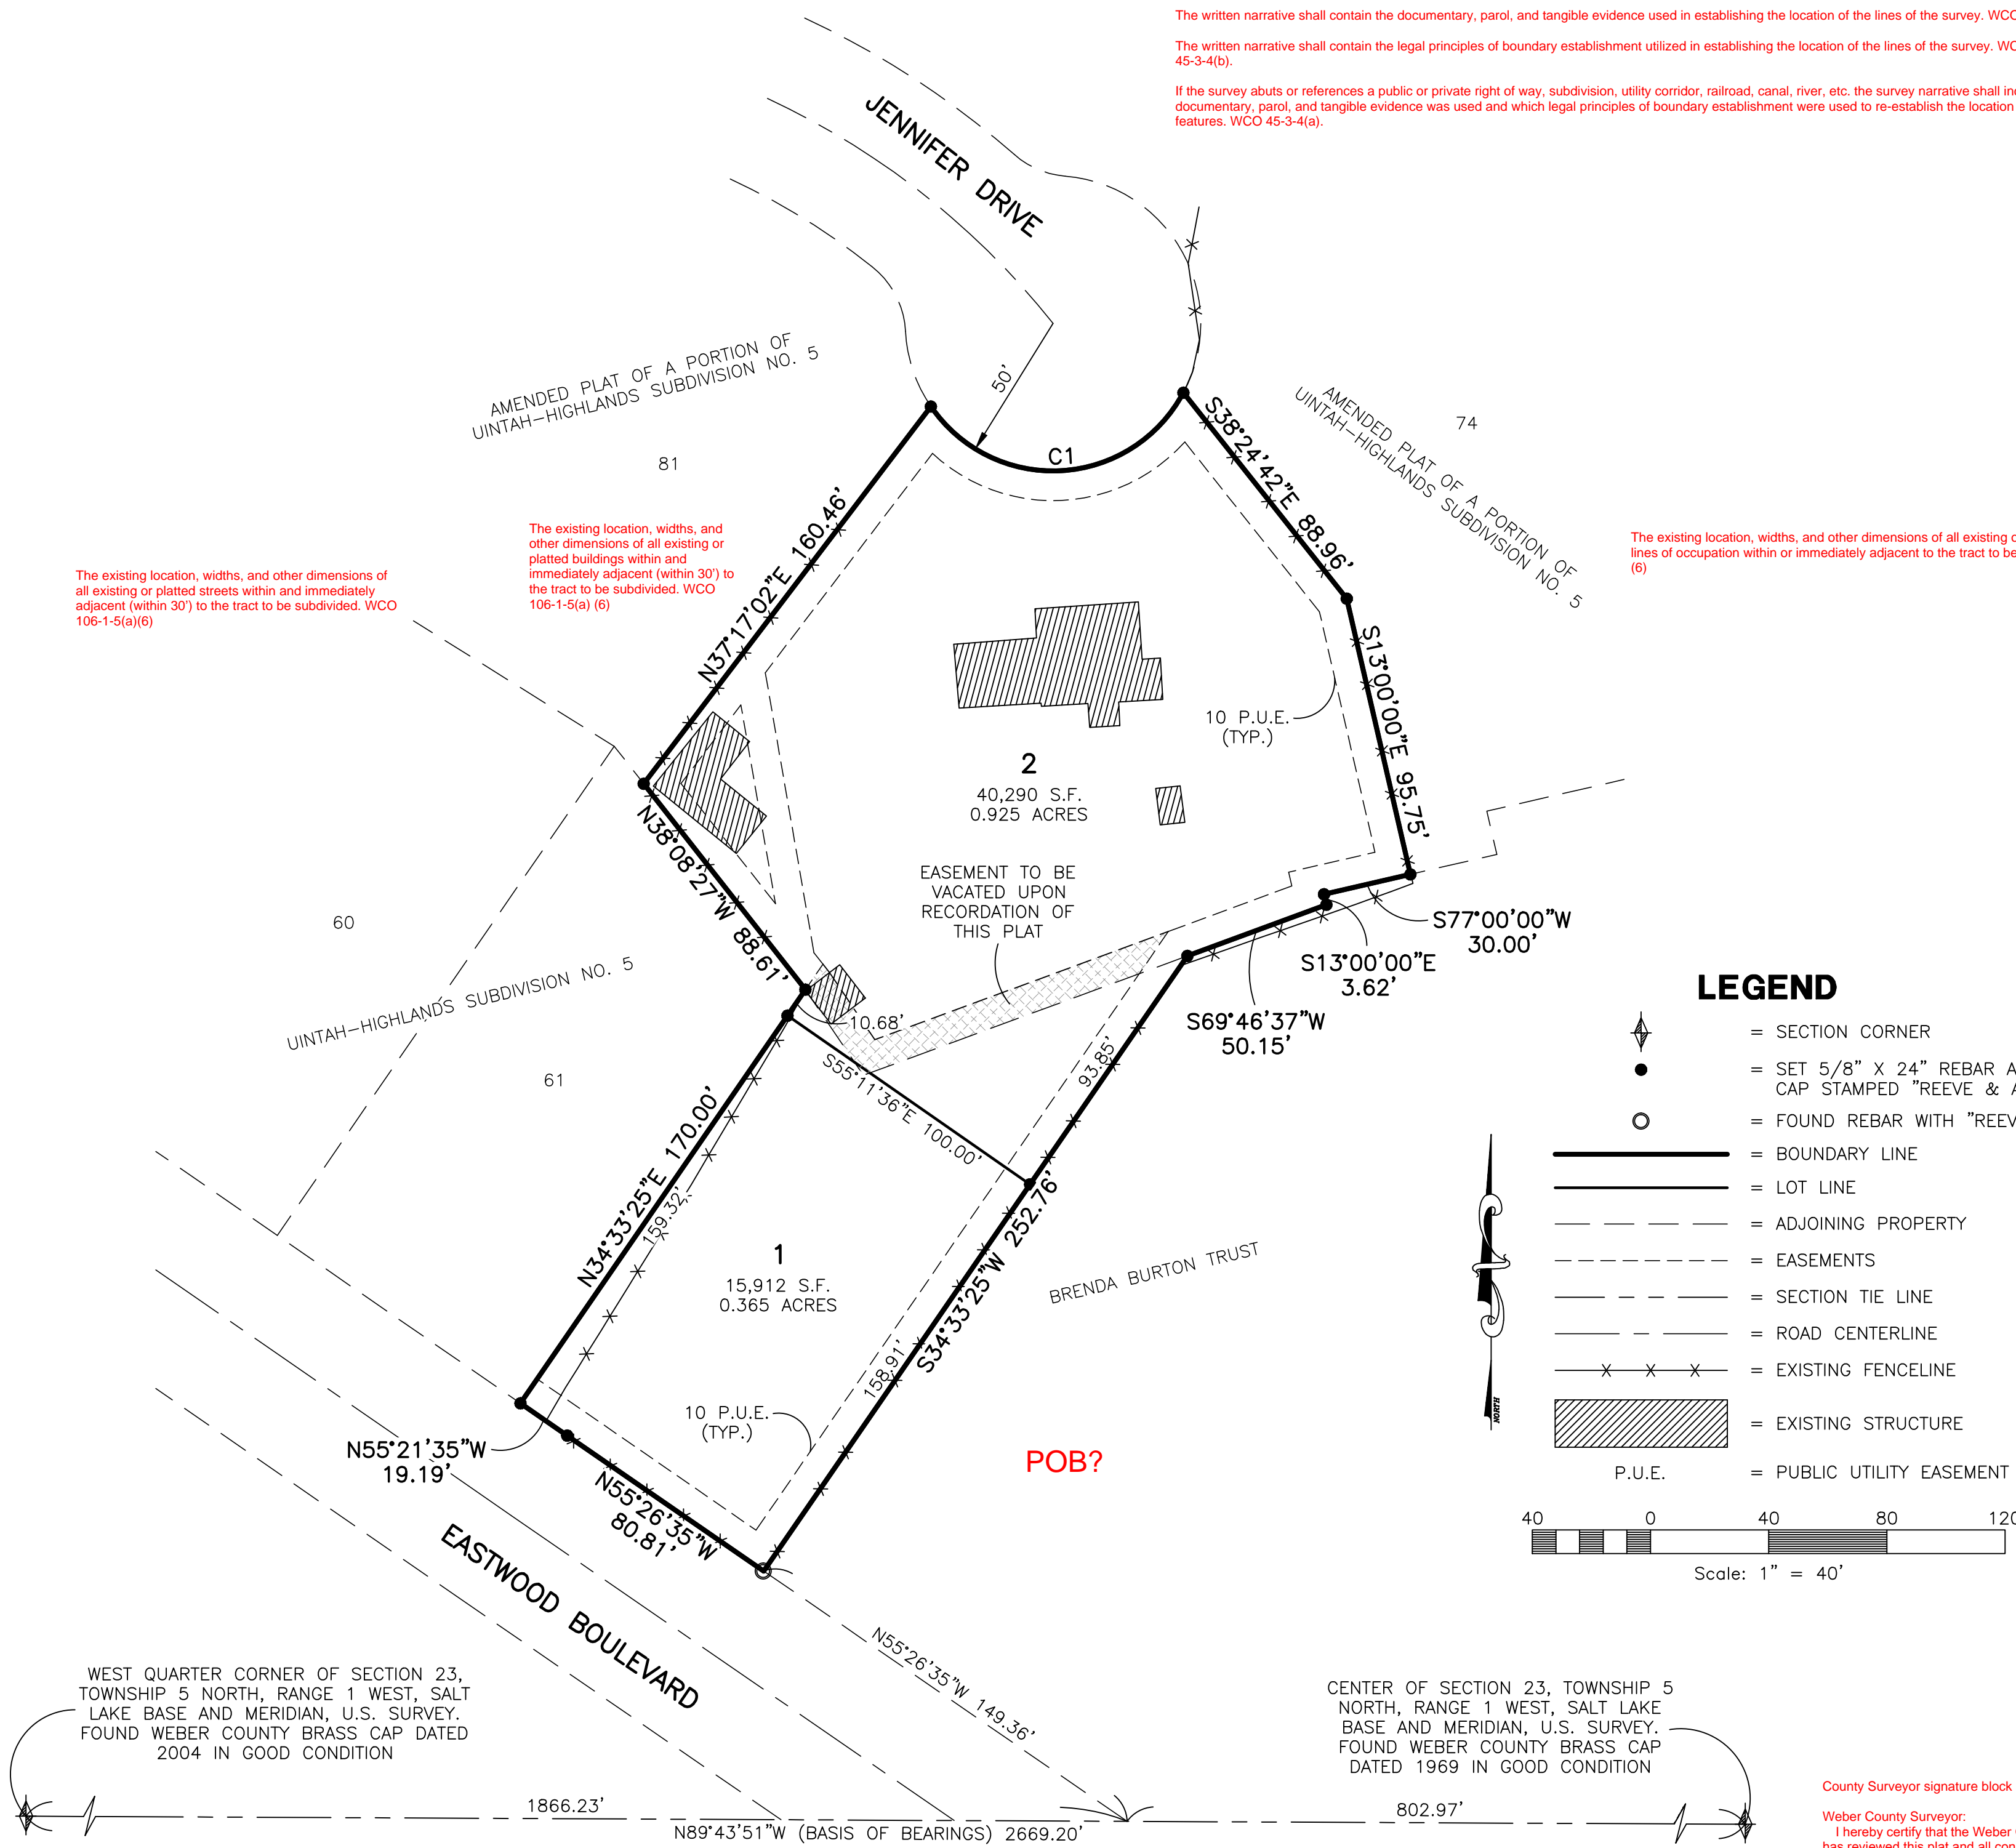 The written narrative shall contain the documentary, parol, and tangible evidence used in establishing the location of the lines of the survey. WCO
The written narrative shall contain the legal principles of boundary establishment utilized in establishing the location of the lines of the survey. WC
45-3-4(b).
If the survey abuts or references a public or private right of way, subdivision, utility corridor, railroad, canal, river, etc. the survey narrative shall in
documentary, parol, and tangible evidence was used and which legal principles of boundary establishment were used to re-establish the location
features. WCO 45-3-4(a).
JENNIFER DRIVE
50'
AMENDED PLAT OF A PORTION OF
UINTAH-HIGHLANDS SUBDIVISION NO. 5
81
C1
S38°24'42"E 88.96'
74
AMENDED PLAT OF A PORTION OF
UINTAH-HIGHLANDS SUBDIVISION NO. 5
The existing location, widths, and other dimensions of
all existing or platted streets within and immediately
adjacent (within 30') to the tract to be subdivided. WCO
106-1-5(a)(6)
The existing location, widths, and
other dimensions of all existing or
platted buildings within and
immediately adjacent (within 30') to
the tract to be subdivided. WCO
106-1-5(a) (6)
The existing location, widths, and other dimensions of all existing
lines of occupation within or immediately adjacent to the tract to be
(6)
N37°17'02"E 160.46'
S13°00'00"E 95.75'
10 P.U.E.
(TYP.)
2
40,290 S.F.
0.925 ACRES
N38°08'27"W 88.61'
EASEMENT TO BE
VACATED UPON
RECORDATION OF
THIS PLAT
S77°00'00"W
30.00'
S13°00'00"E
3.62'
S69°46'37"W
50.15'
60
UINTAH-HIGHLANDS SUBDIVISION NO. 5
61
10.68'
S55°11'36"E 100.00'
93.85'
N34°33'25"E 170.00'
159.32'
S34°33'25"W 252.76'
158.91'
1
15,912 S.F.
0.365 ACRES
BRENDA BURTON TRUST
10 P.U.E.
(TYP.)
POB?
N55°21'35"W
19.19'
N55°26'35"W
80.81'
EASTWOOD BOULEVARD
N55°26'35"W 149.36'
LEGEND
= SECTION CORNER
= SET 5/8" X 24" REBAR A
CAP STAMPED "REEVE & A
= FOUND REBAR WITH "REEV
= BOUNDARY LINE
= LOT LINE
= ADJOINING PROPERTY
= EASEMENTS
= SECTION TIE LINE
= ROAD CENTERLINE
X X X = EXISTING FENCELINE
= EXISTING STRUCTURE
P.U.E. = PUBLIC UTILITY EASEMENT
NORTH
40 0 40 80 120
Scale: 1" = 40'
WEST QUARTER CORNER OF SECTION 23,
TOWNSHIP 5 NORTH, RANGE 1 WEST, SALT
LAKE BASE AND MERIDIAN, U.S. SURVEY.
FOUND WEBER COUNTY BRASS CAP DATED
2004 IN GOOD CONDITION
CENTER OF SECTION 23, TOWNSHIP 5
NORTH, RANGE 1 WEST, SALT LAKE
BASE AND MERIDIAN, U.S. SURVEY.
FOUND WEBER COUNTY BRASS CAP
DATED 1969 IN GOOD CONDITION
1866.23'
802.97'
N89°43'51"W (BASIS OF BEARINGS) 2669.20'
County Surveyor signature block
Weber County Surveyor:
I hereby certify that the Weber
has reviewed this plat and all con